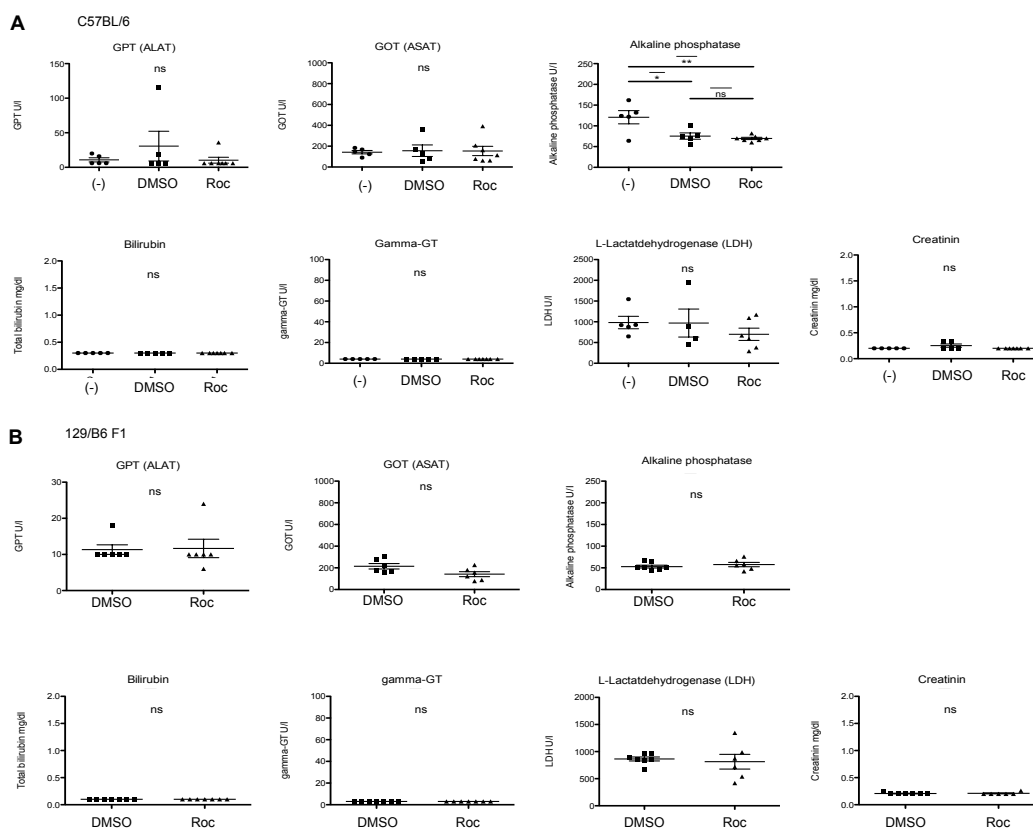 A
C57BL/6
GPT (ALAT)
ns
GPT U/l
150
100
50
0
(-)
DMSO
Roc
GOT (ASAT)
ns
GOT U/l
1000
800
600
400
200
0
(-)
DMSO
Roc
Alkaline phosphatase
**
*
ns
Alkaline phosphatase U/l
250
200
150
100
50
0
(-)
DMSO
Roc
Bilirubin
ns
Total bilirubin mg/dl
2.0
1.5
1.0
0.5
0.0
(-)
DMSO
Roc
Gamma-GT
ns
gamma-GT U/l
100
80
60
40
20
0
(-)
DMSO
Roc
L-Lactatdehydrogenase (LDH)
ns
LDH U/l
2500
2000
1500
1000
500
0
(-)
DMSO
Roc
Creatinin
ns
Creatinin mg/dl
2.0
1.5
1.0
0.5
0.0
(-)
DMSO
Roc
B
129/B6 F1
GPT (ALAT)
ns
GPT U/l
30
20
10
0
DMSO
Roc
GOT (ASAT)
ns
GOT U/l
1000
800
600
400
200
0
DMSO
Roc
Alkaline phosphatase
ns
Alkaline phosphatase U/l
250
200
150
100
50
0
DMSO
Roc
Bilirubin
ns
Total bilirubin mg/dl
2.0
1.5
1.0
0.5
0.0
DMSO
Roc
gamma-GT
ns
gamma-GT U/l
100
80
60
40
20
0
DMSO
Roc
L-Lactatdehydrogenase (LDH)
ns
LDH U/l
2000
1500
1000
500
0
DMSO
Roc
Creatinin
ns
Creatinin mg/dl
2.0
1.5
1.0
0.5
0.0
DMSO
Roc